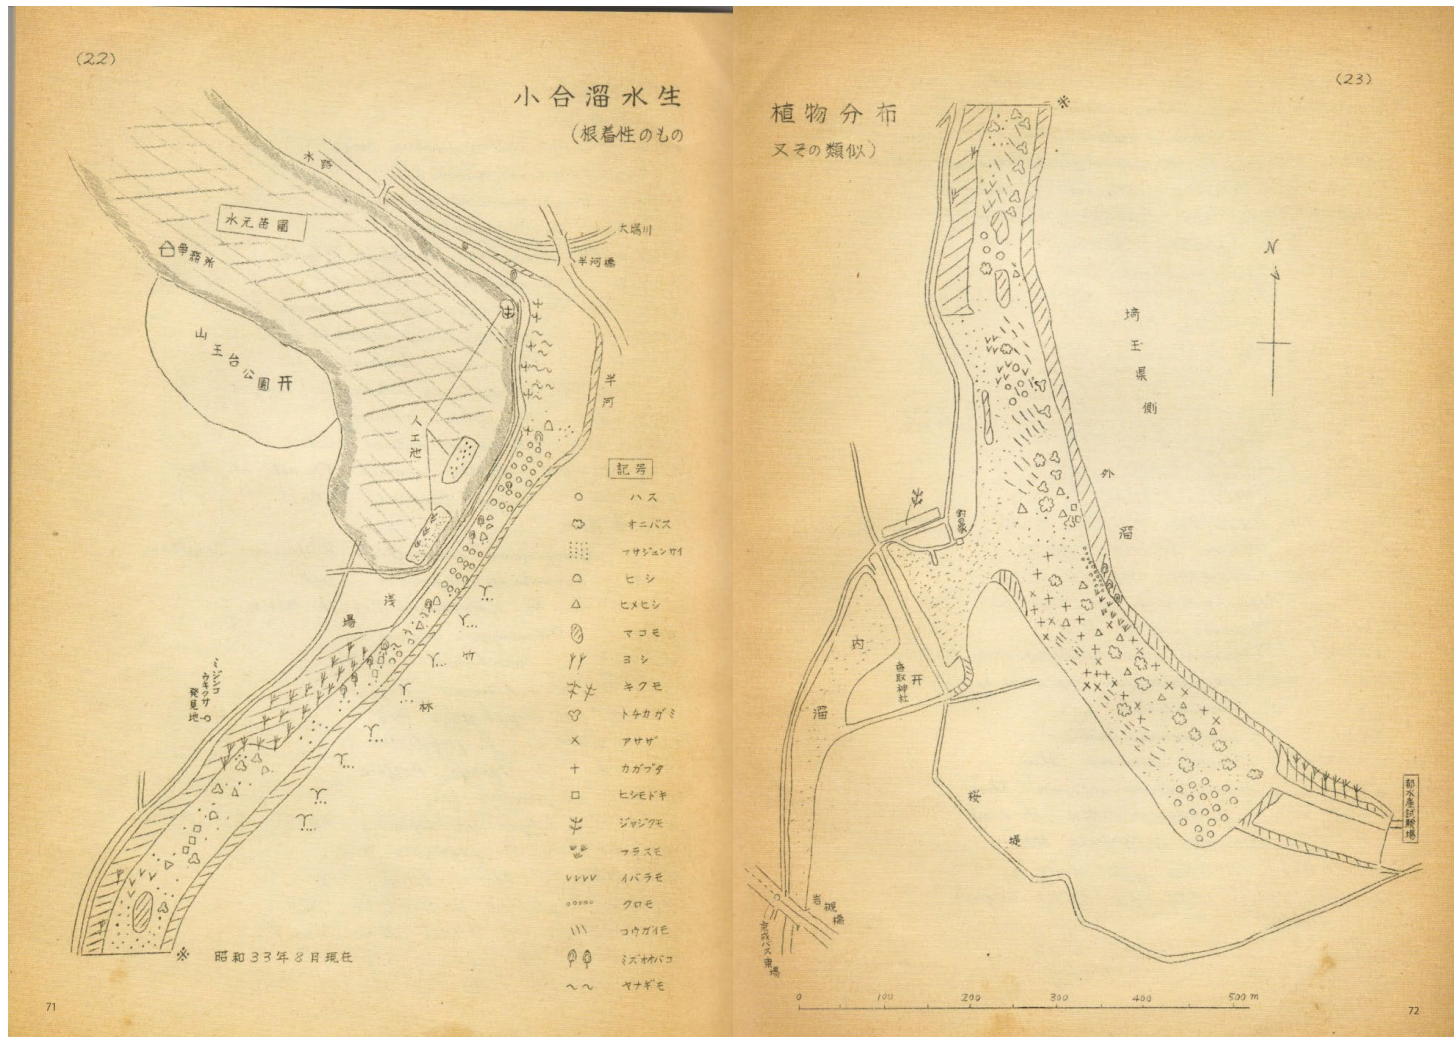 (22)
小合溜水生
(根着性のもの
水路
水元苗圃
事務所
大場川
半河橋
山王台公園
半河
人工池
記号
ハス
オニバス
フサジュンサイ
ヒシ
ヒメヒシ
マコモ
ヨシ
キクモ
トチカガミ
アサザ
カガブタ
ヒシモドキ
ジャジクモ
フラスモ
イバラモ
クロモ
コウガイモ
ミズオオバコ
ヤナギモ
浅場
竹林
ミジンコ
ウキクサ
発見地
※ 昭和33年8月現在
71
(23)
植物分布
又その類似)
※
N
埼玉県側
外溜
釣の家
内溜
香取神社
桜堤
都水産試験場
岩槻橋
京成バス車場
0 100 200 300 400 500m
72